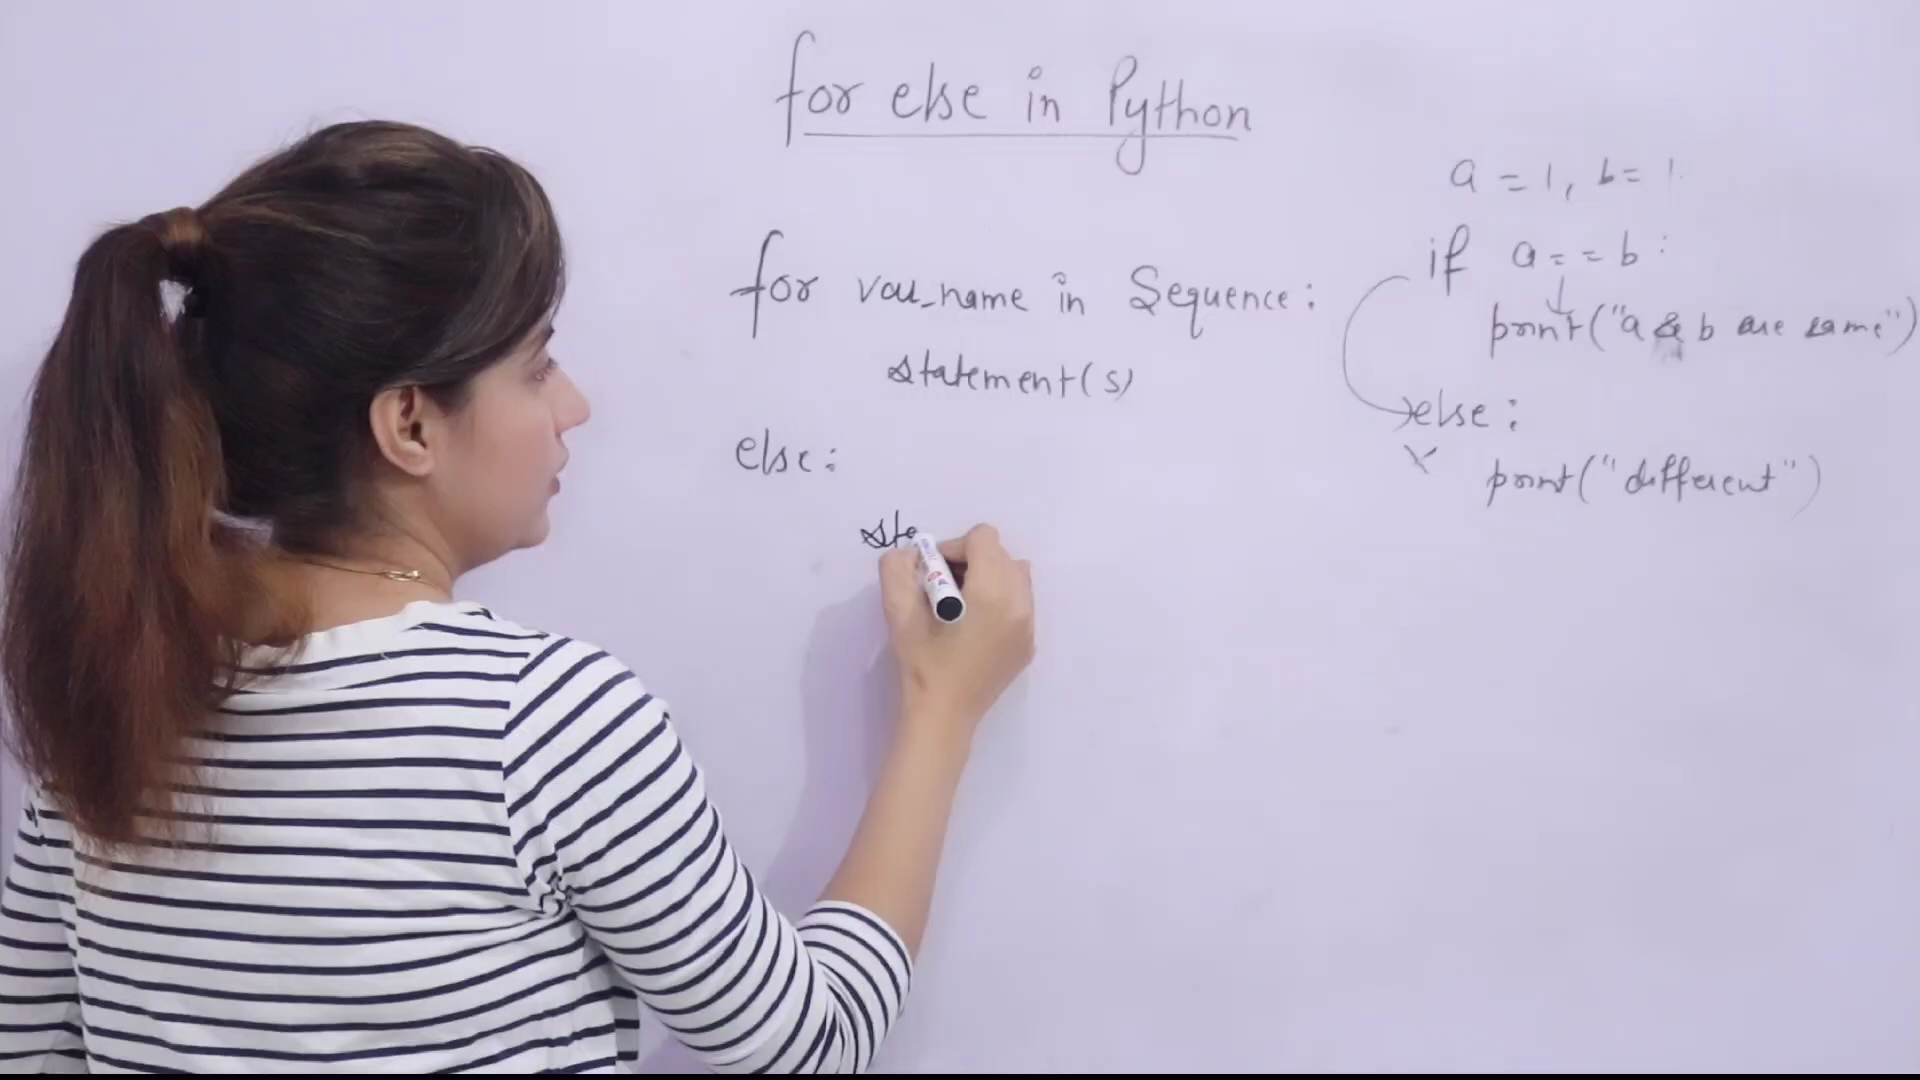 for else in Python
for var_name in Sequence:
statement(s)
else:
sta
a = 1, b = 1
if a == b :
print("a & b are same")
else:
print("different")